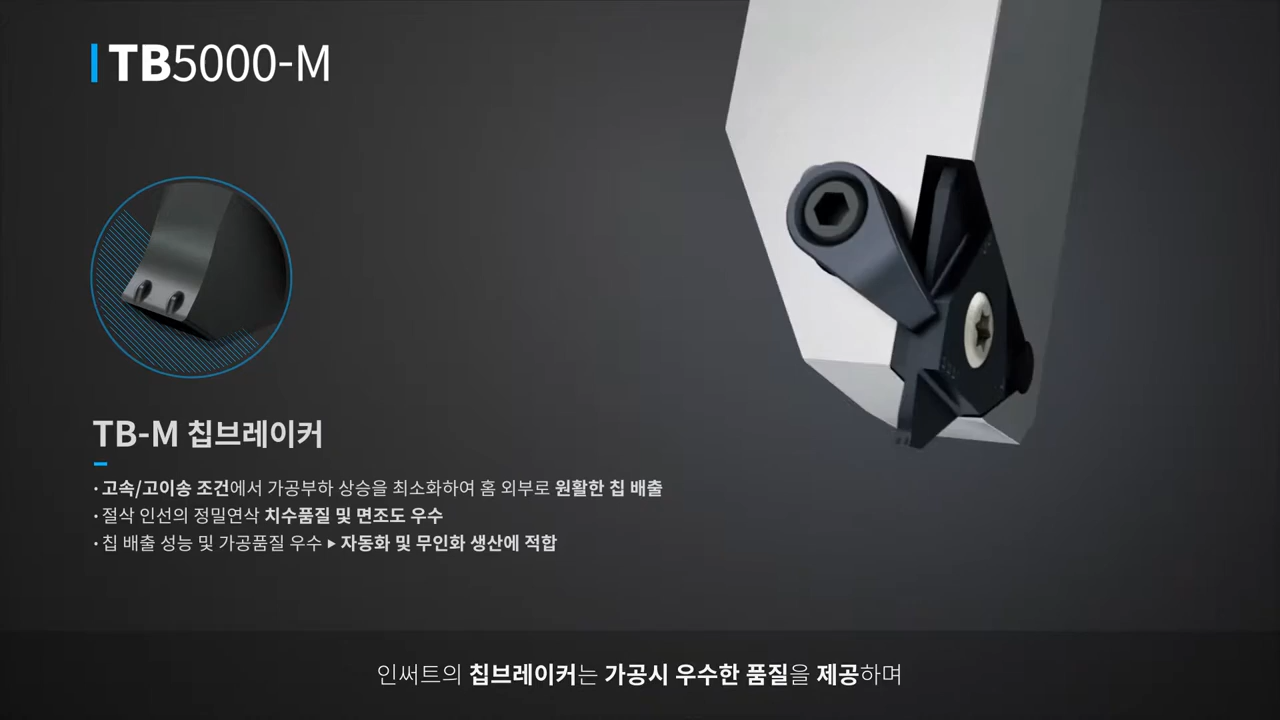 TB5000-M
TB-M 칩브레이커
· 고속/고이송 조건에서 가공부하 상승을 최소화하여 홈 외부로 원활한 칩 배출
· 절삭 인선의 정밀연삭 치수품질 및 면조도 우수
· 칩 배출 성능 및 가공품질 우수 ▸ 자동화 및 무인화 생산에 적합
인써트의 칩브레이커는 가공시 우수한 품질을 제공하며